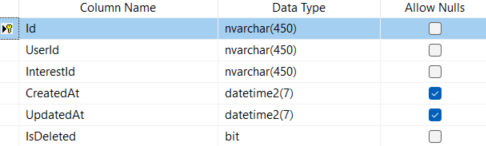 Column Name Data Type Allow Nulls
Id nvarchar(450)
UserId nvarchar(450)
InterestId nvarchar(450)
CreatedAt datetime2(7)
UpdatedAt datetime2(7)
IsDeleted bit